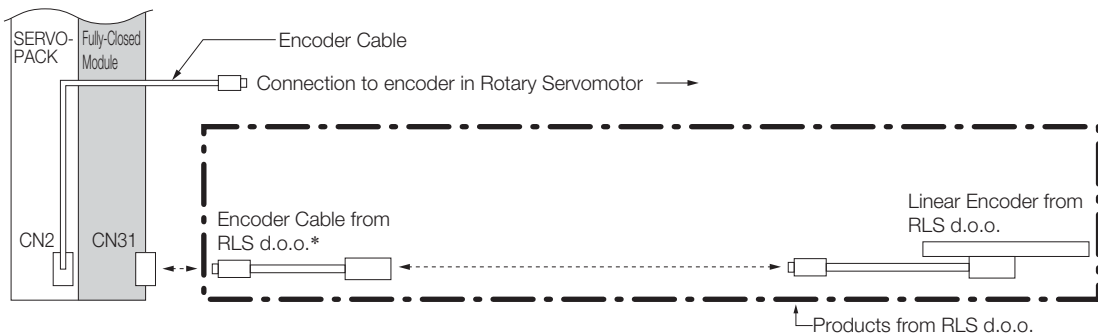 SERVO-
PACK
Fully-Closed
Module
Encoder Cable
Connection to encoder in Rotary Servomotor
CN2
CN31
Encoder Cable from
RLS d.o.o.*
Linear Encoder from
RLS d.o.o.
Products from RLS d.o.o.